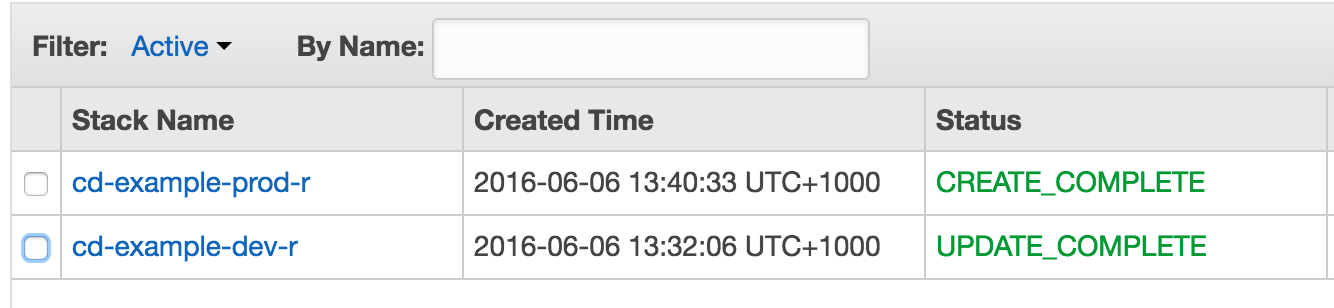 Filter: Active By Name:
Stack Name Created Time Status
cd-example-prod-r 2016-06-06 13:40:33 UTC+1000 CREATE_COMPLETE
cd-example-dev-r 2016-06-06 13:32:06 UTC+1000 UPDATE_COMPLETE